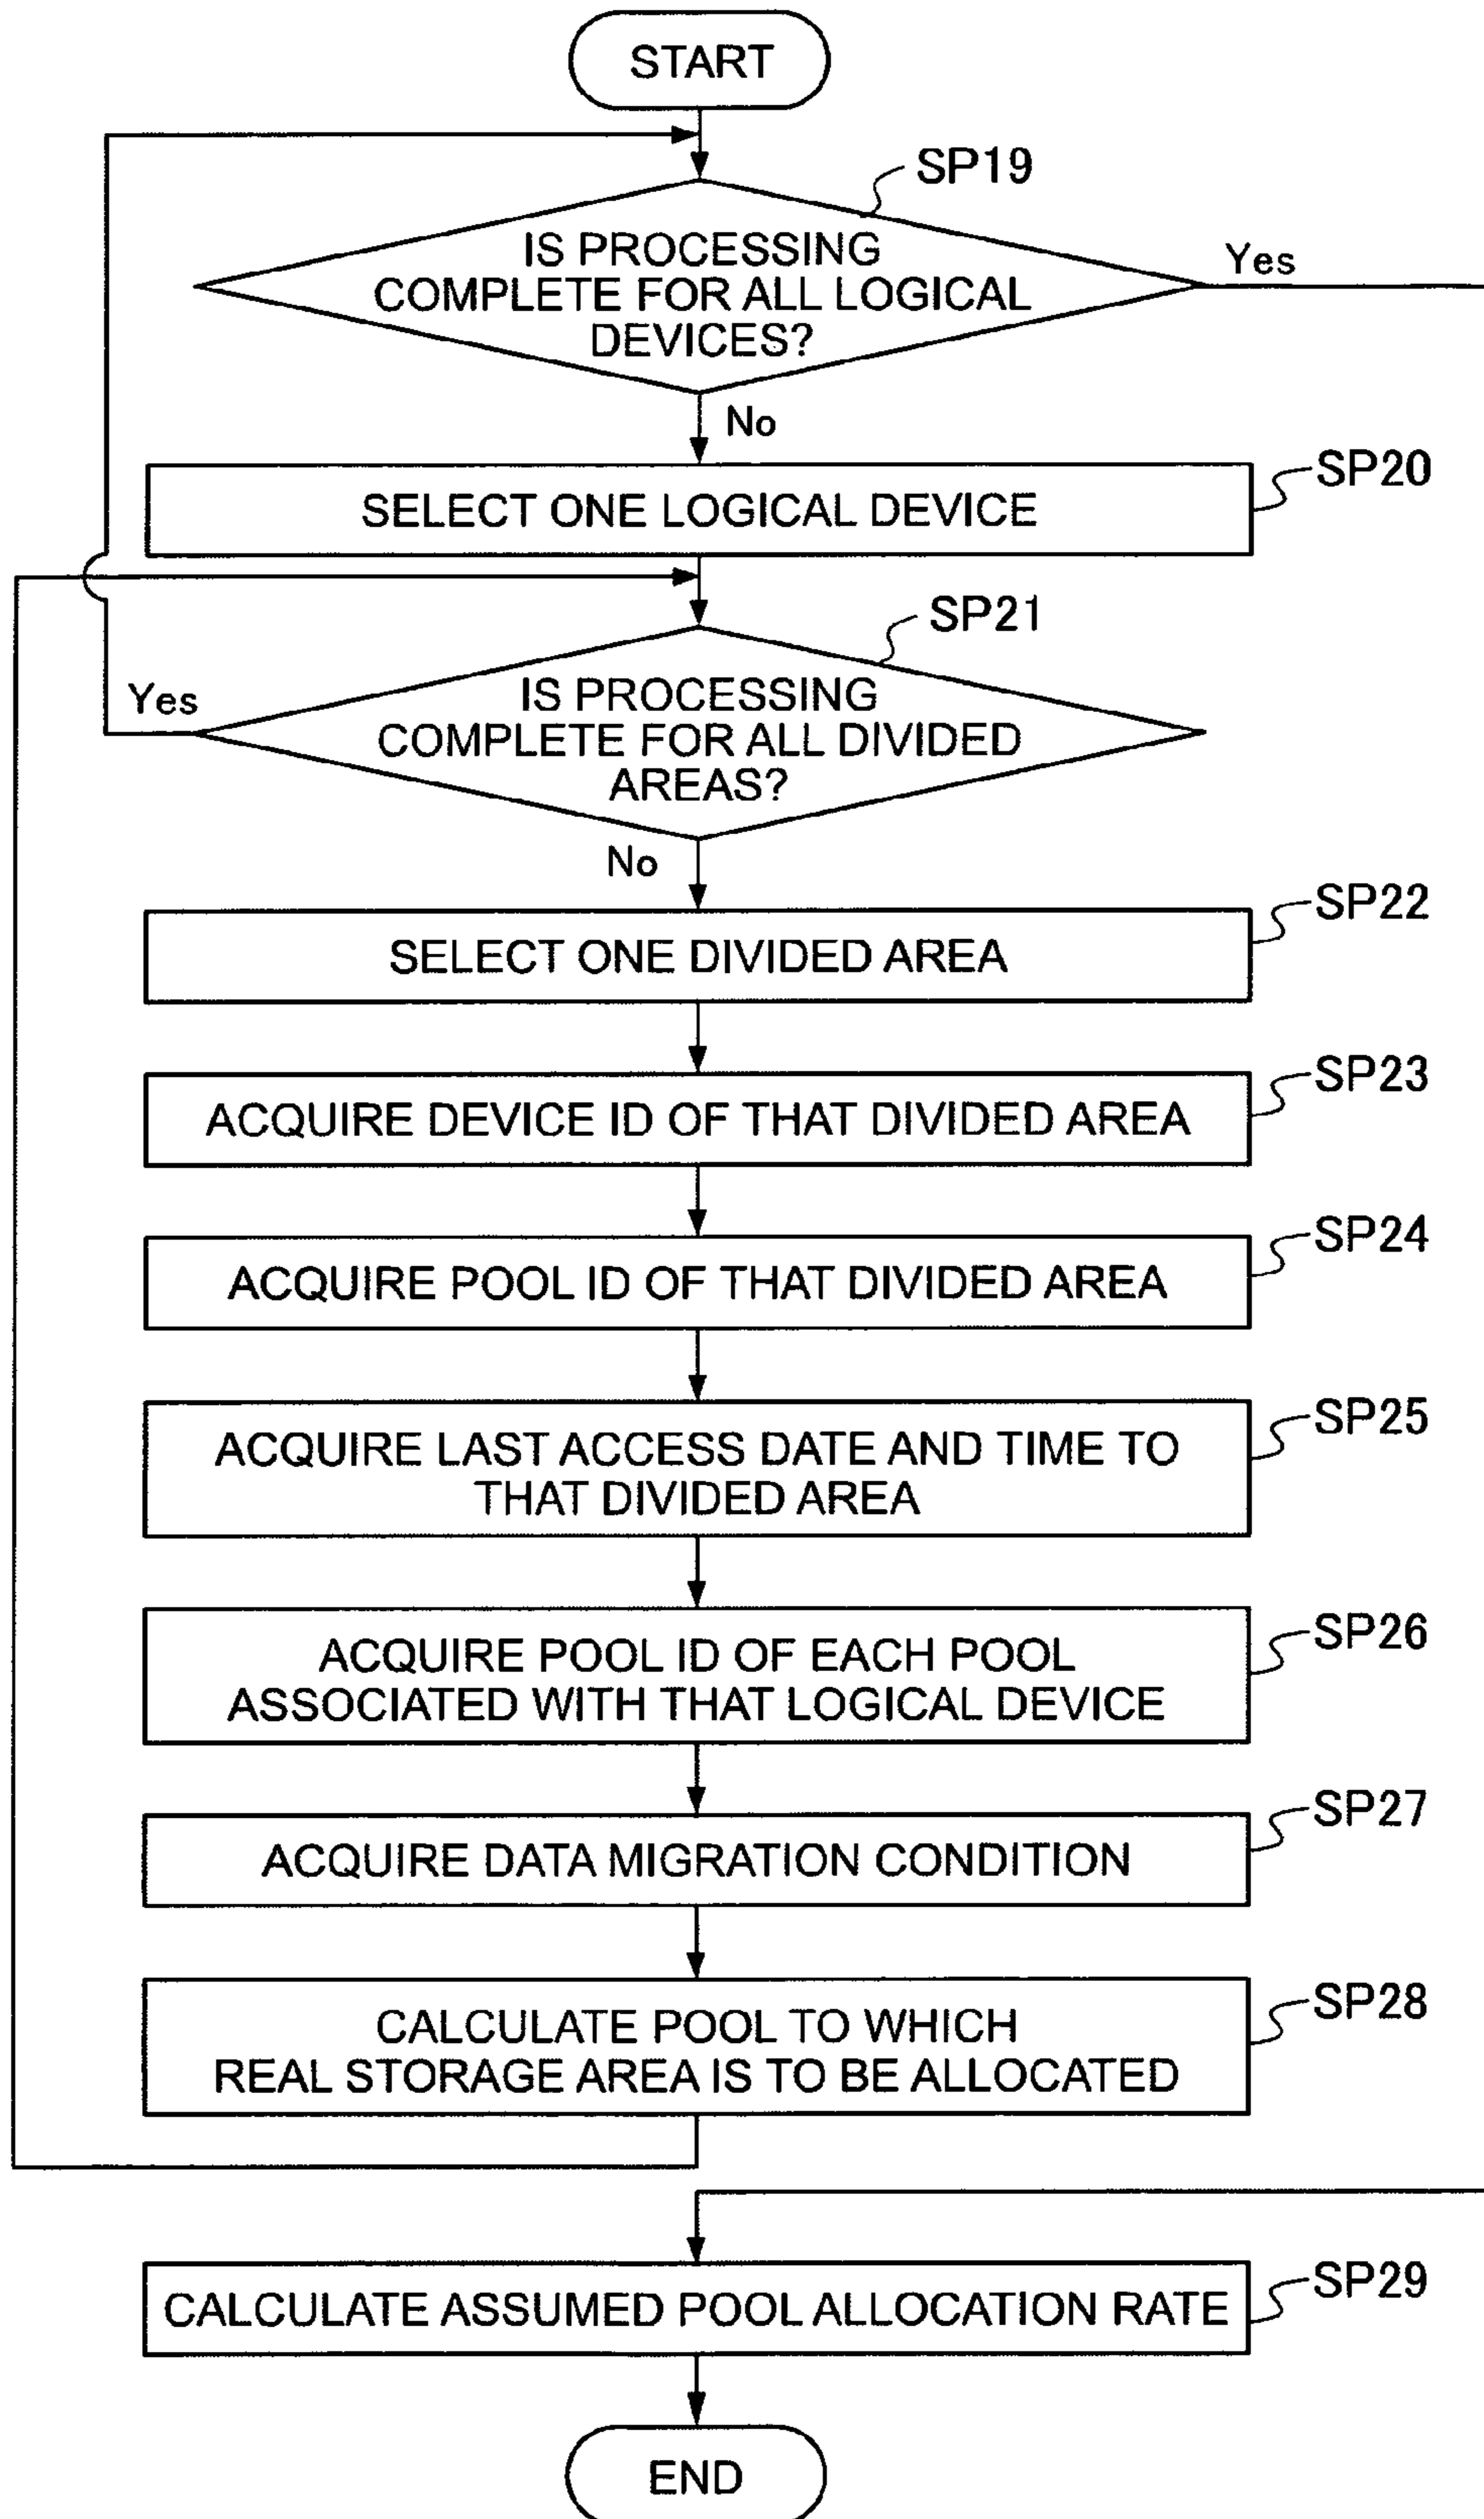 START
SP19
IS PROCESSING
COMPLETE FOR ALL LOGICAL
DEVICES?
Yes
No
SP20
SELECT ONE LOGICAL DEVICE
SP21
IS PROCESSING
COMPLETE FOR ALL DIVIDED
AREAS?
Yes
No
SP22
SELECT ONE DIVIDED AREA
SP23
ACQUIRE DEVICE ID OF THAT DIVIDED AREA
SP24
ACQUIRE POOL ID OF THAT DIVIDED AREA
SP25
ACQUIRE LAST ACCESS DATE AND TIME TO
THAT DIVIDED AREA
SP26
ACQUIRE POOL ID OF EACH POOL
ASSOCIATED WITH THAT LOGICAL DEVICE
SP27
ACQUIRE DATA MIGRATION CONDITION
SP28
CALCULATE POOL TO WHICH
REAL STORAGE AREA IS TO BE ALLOCATED
SP29
CALCULATE ASSUMED POOL ALLOCATION RATE
END